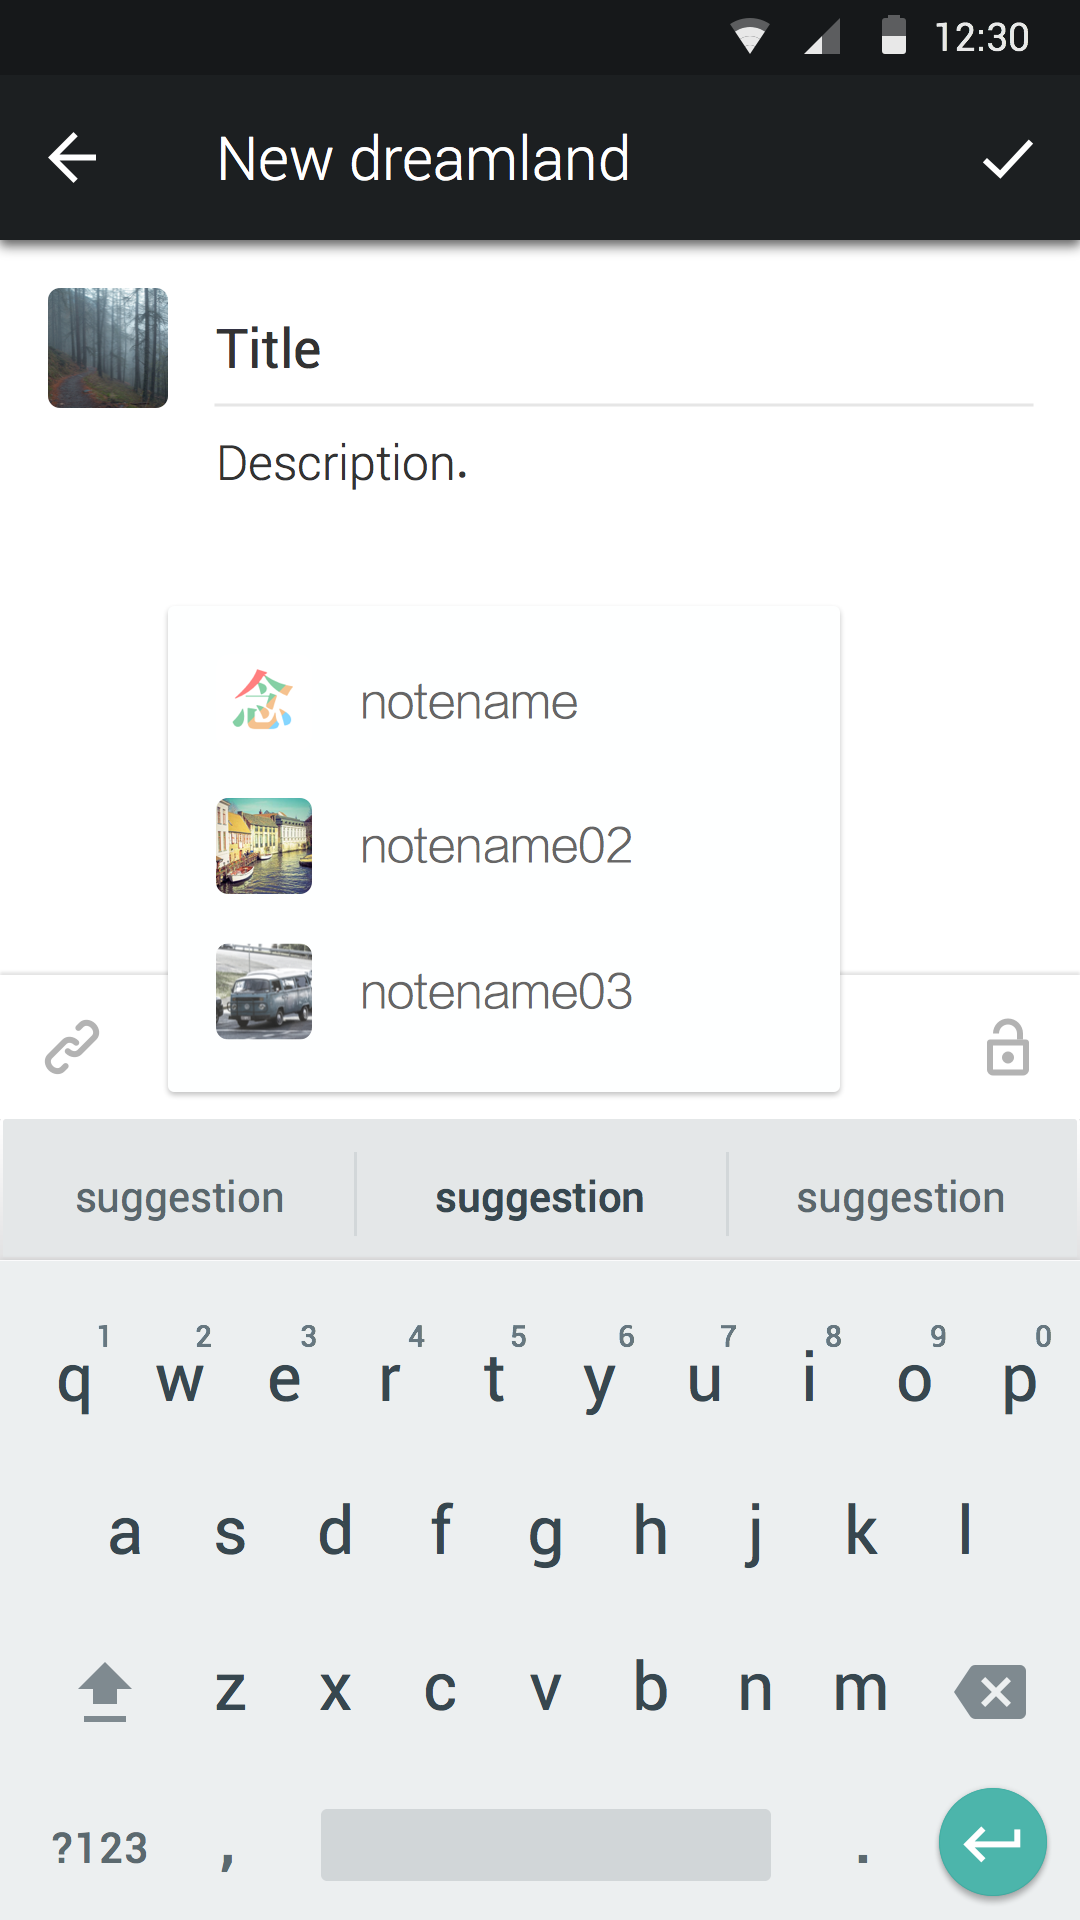 12:30
New dreamland
Title
Description.
念
notename
notename02
notename03
suggestion suggestion suggestion
1 2 3 4 5 6 7 8 9 0
q w e r t y u i o p
a s d f g h j k l
z x c v b n m
?123 , .